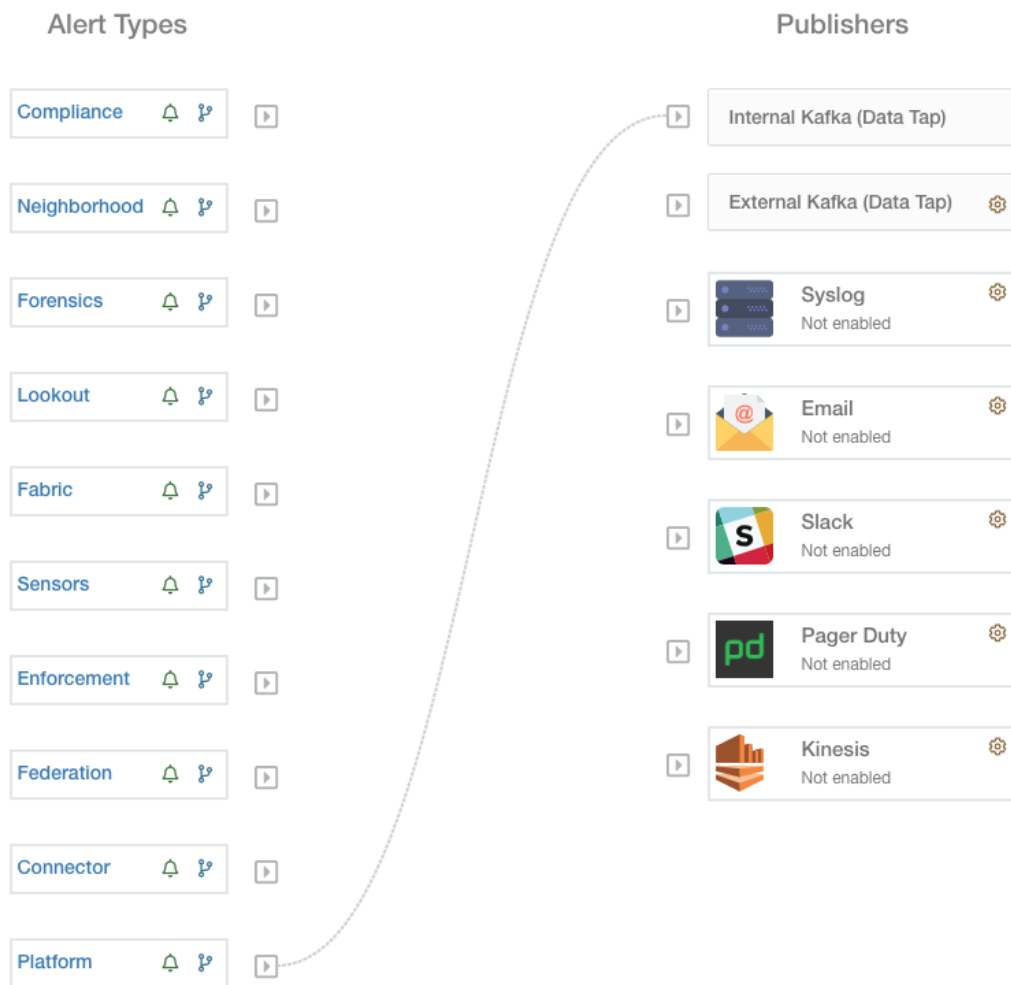 Alert Types
Publishers
Compliance
Neighborhood
Forensics
Lookout
Fabric
Sensors
Enforcement
Federation
Connector
Platform
Internal Kafka (Data Tap)
External Kafka (Data Tap)
Syslog
Not enabled
@
Email
Not enabled
S
Slack
Not enabled
pd
Pager Duty
Not enabled
Kinesis
Not enabled